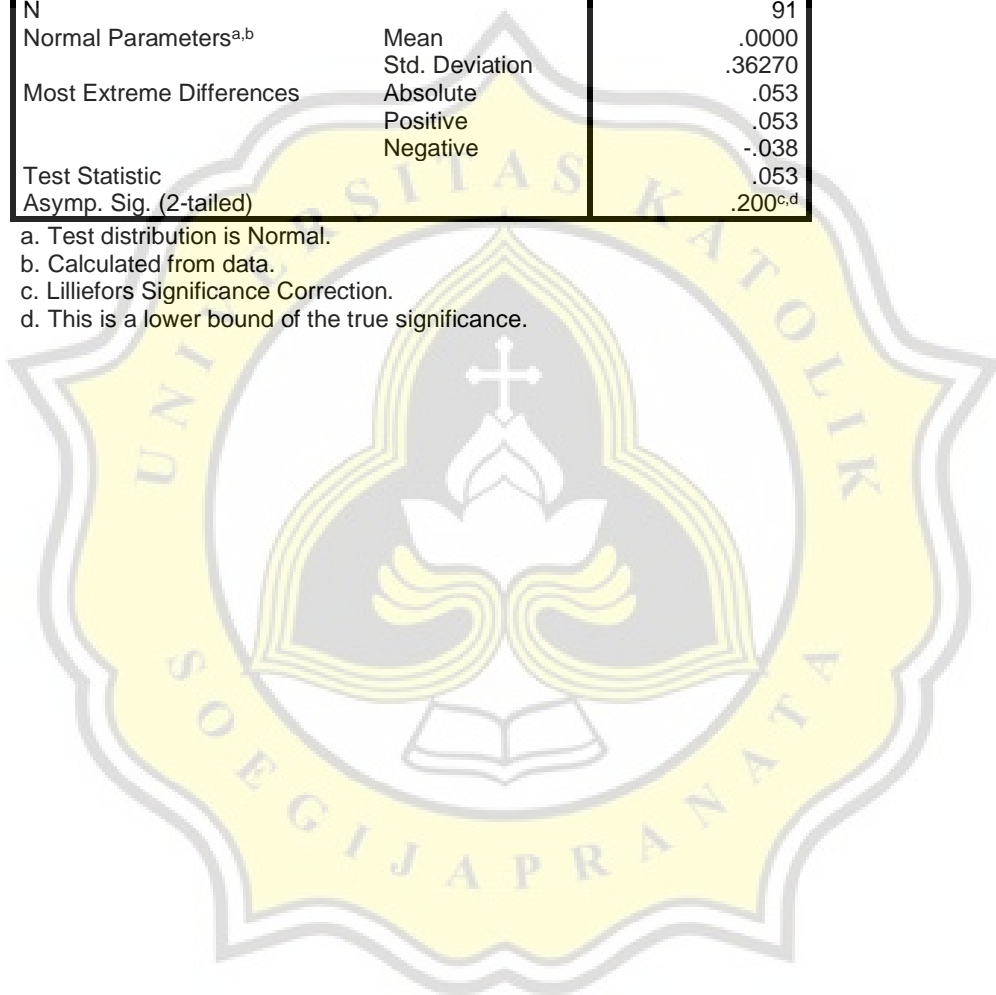 N 91
Normal Parametersa,b Mean .0000
Std. Deviation .36270
Most Extreme Differences Absolute .053
Positive .053
Negative -.038
Test Statistic .053
Asymp. Sig. (2-tailed) .200c,d
a. Test distribution is Normal.
b. Calculated from data.
c. Lilliefors Significance Correction.
d. This is a lower bound of the true significance.
UNIVERSITAS KATOLIK
SOEGIJAPRANATA